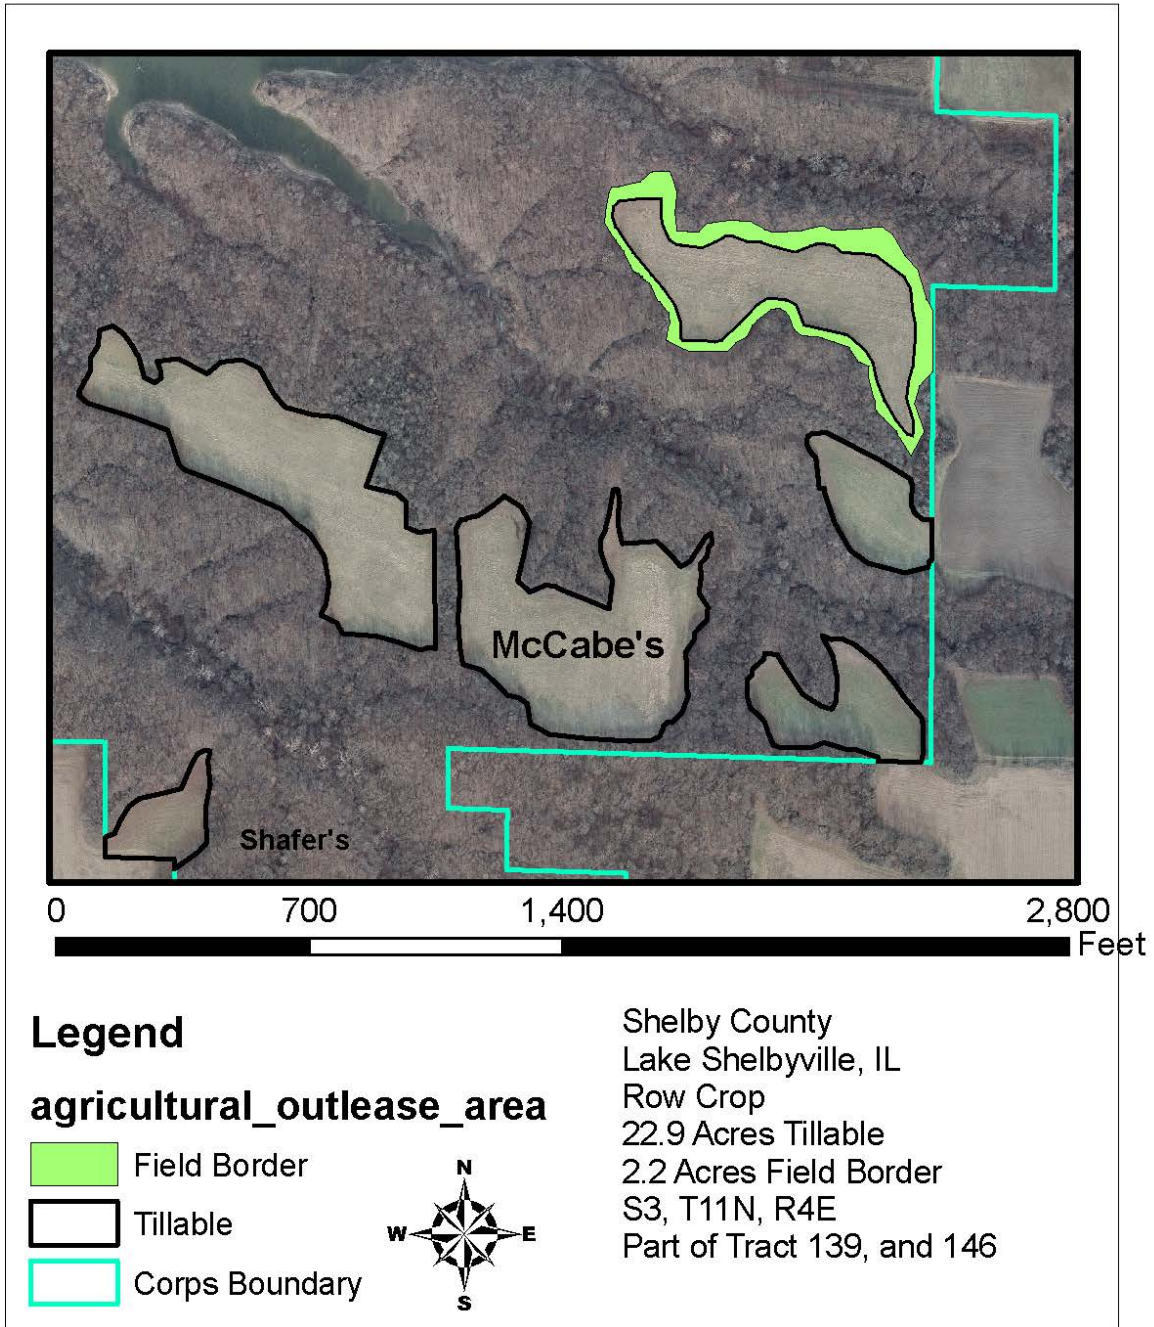 McCabe's
Shafer's
0 700 1,400 2,800
Feet
Legend
agricultural_outlease_area
Field Border
Tillable
Corps Boundary
N
W E
S
Shelby County
Lake Shelbyville, IL
Row Crop
22.9 Acres Tillable
2.2 Acres Field Border
S3, T11N, R4E
Part of Tract 139, and 146